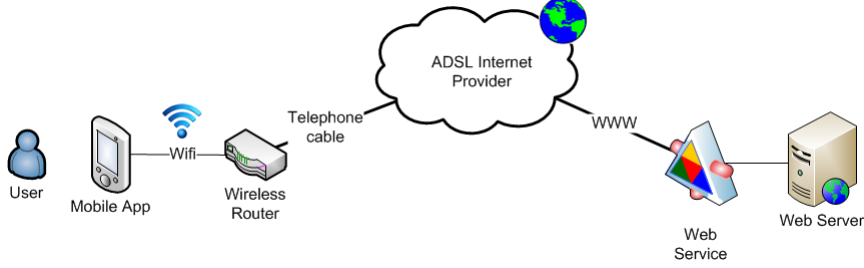 ADSL Internet
Provider
Telephone
cable
WWW
Wifi
User
Mobile App
Wireless
Router
Web
Service
Web Server